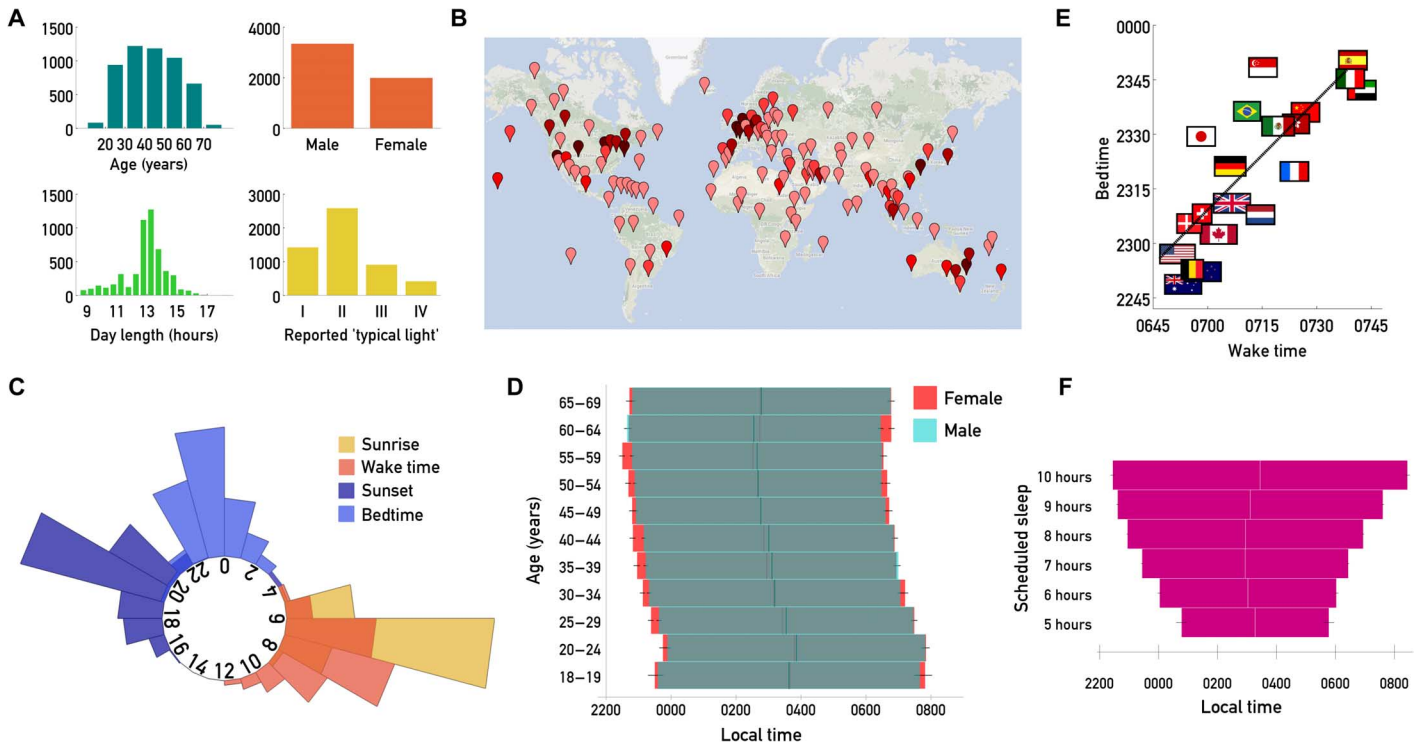 A
1500
1000
500
0
20 30 40 50 60 70
Age (years)
4000
2000
0
Male Female
1500
1000
500
0
9 11 13 15 17
Day length (hours)
3000
2000
1000
0
I II III IV
Reported 'typical light'
B
C
Sunrise
Wake time
Sunset
Bedtime
0
2
4
6
8
10
12
14
16
18
20
22
D
Female
Male
Age (years)
65–69
60–64
55–59
50–54
45–49
40–44
35–39
30–34
25–29
20–24
18–19
2200 0000 0200 0400 0600 0800
Local time
E
Bedtime
0000
2345
2330
2315
2300
2245
0645 0700 0715 0730 0745
Wake time
F
Scheduled sleep
10 hours
9 hours
8 hours
7 hours
6 hours
5 hours
2200 0000 0200 0400 0600 0800
Local time